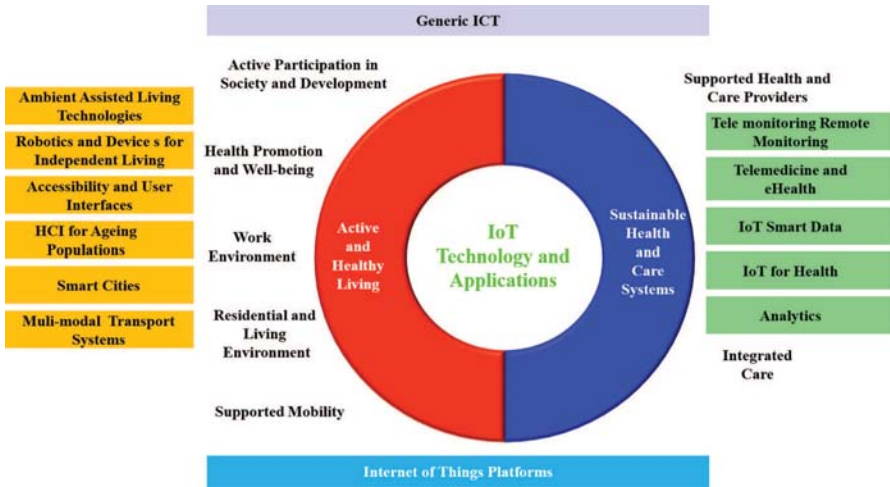 Generic ICT
Active Participation in
Society and Development
Health Promotion
and Well-being
Work
Environment
Residential and
Living
Environment
Supported Mobility
Ambient Assisted Living
Technologies
Robotics and Device s for
Independent Living
Accessibility and User
Interfaces
HCI for Ageing
Populations
Smart Cities
Muli-modal Transport
Systems
Active
and
Healthy
Living
IoT
Technology and
Applications
Sustainable
Health
and
Care
Systems
Supported Health and
Care Providers
Tele monitoring Remote
Monitoring
Telemedicine and
eHealth
IoT Smart Data
IoT for Health
Analytics
Integrated
Care
Internet of Things Platforms